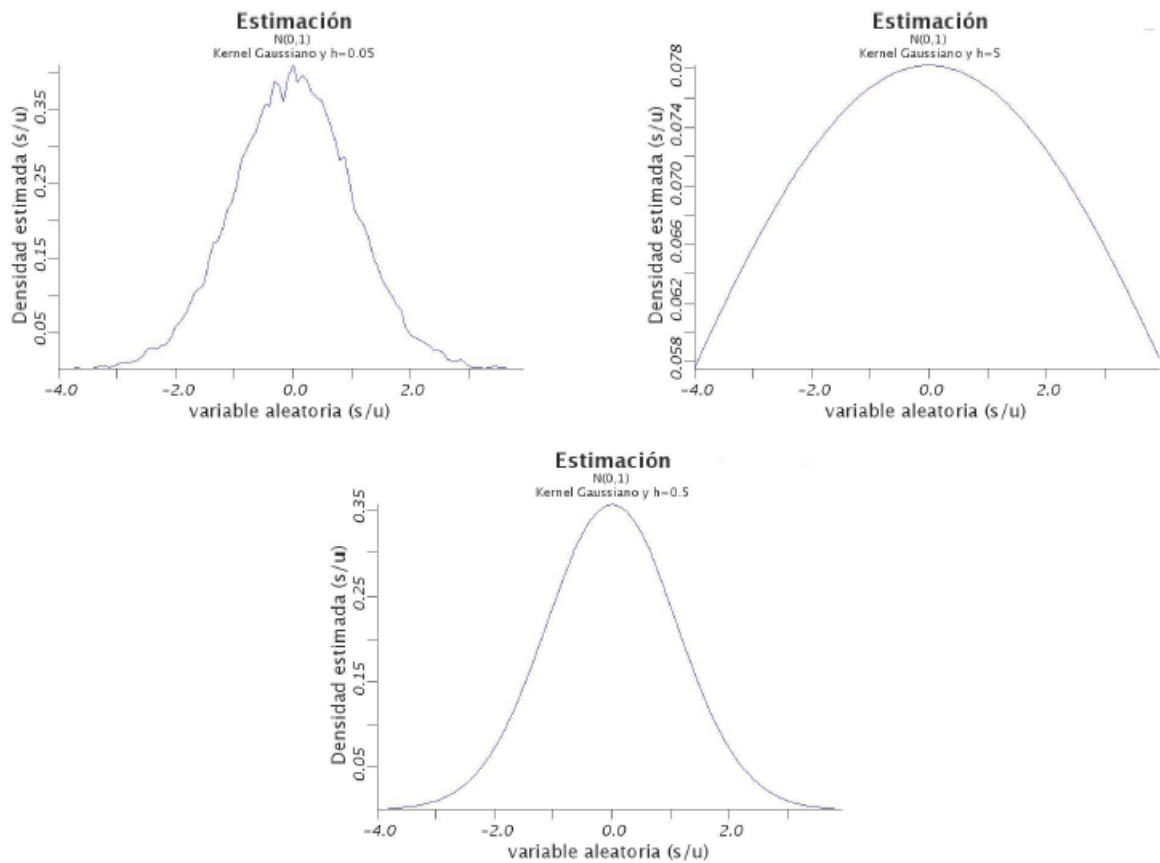 Estimación
N(0,1)
Kernel Gaussiano y h=0.05
Densidad estimada (s/u)
0.35
0.25
0.15
0.05
-4.0 -2.0 0.0 2.0
variable aleatoria (s/u)
Estimación
N(0,1)
Kernel Gaussiano y h=5
Densidad estimada (s/u)
0.078
0.074
0.070
0.066
0.062
0.058
-4.0 -2.0 0.0 2.0
variable aleatoria (s/u)
Estimación
N(0,1)
Kernel Gaussiano y h=0.5
Densidad estimada (s/u)
0.35
0.25
0.15
0.05
-4.0 -2.0 0.0 2.0
variable aleatoria (s/u)